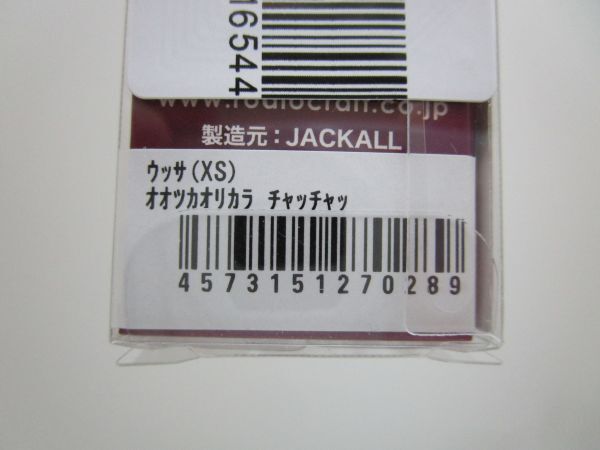 16544
www.rodiocraft.co.jp
製造元：JACKALL
ｳｯｻ(XS)
ｵｵﾂｶｵﾘｶﾗ ﾁｬｯﾁｬｯ
4573151270289